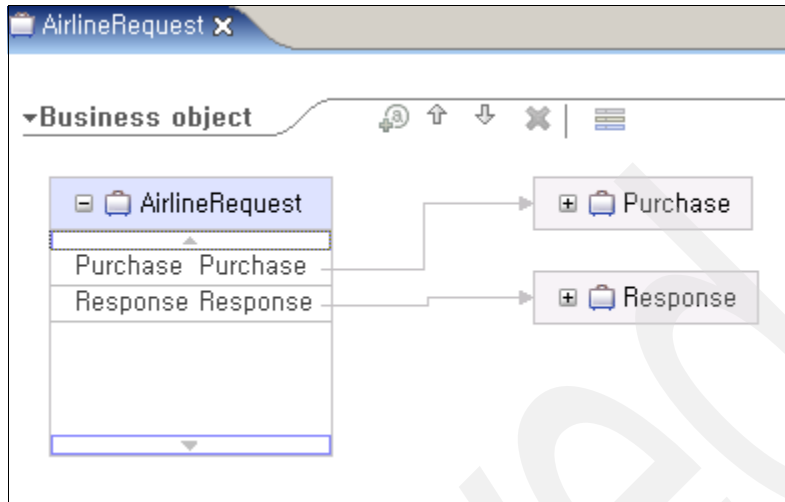 AirlineRequest
Business object
AirlineRequest
Purchase Purchase
Response Response
Purchase
Response